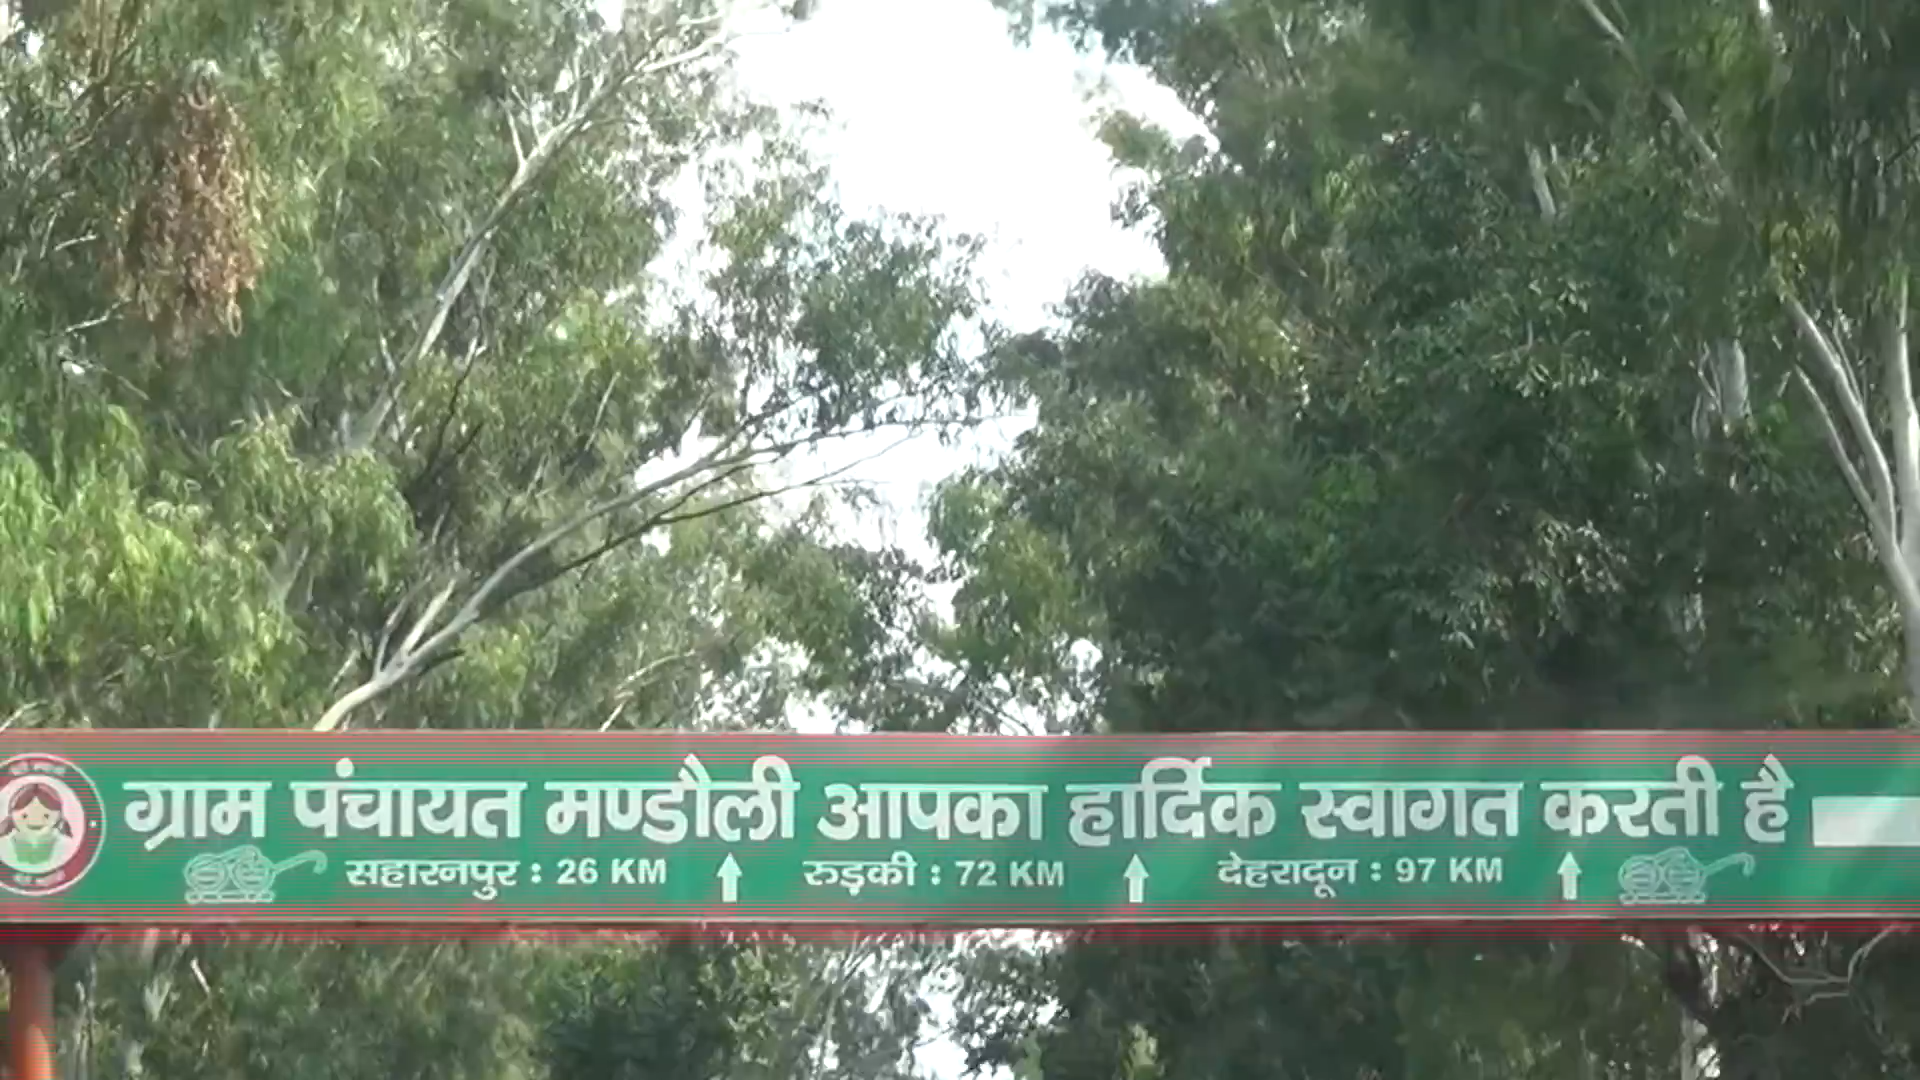 ग्राम पंचायत मण्डौली आपका हार्दिक स्वागत करती है
सहारनपुर : 26 KM रुड़की : 72 KM देहरादून : 97 KM